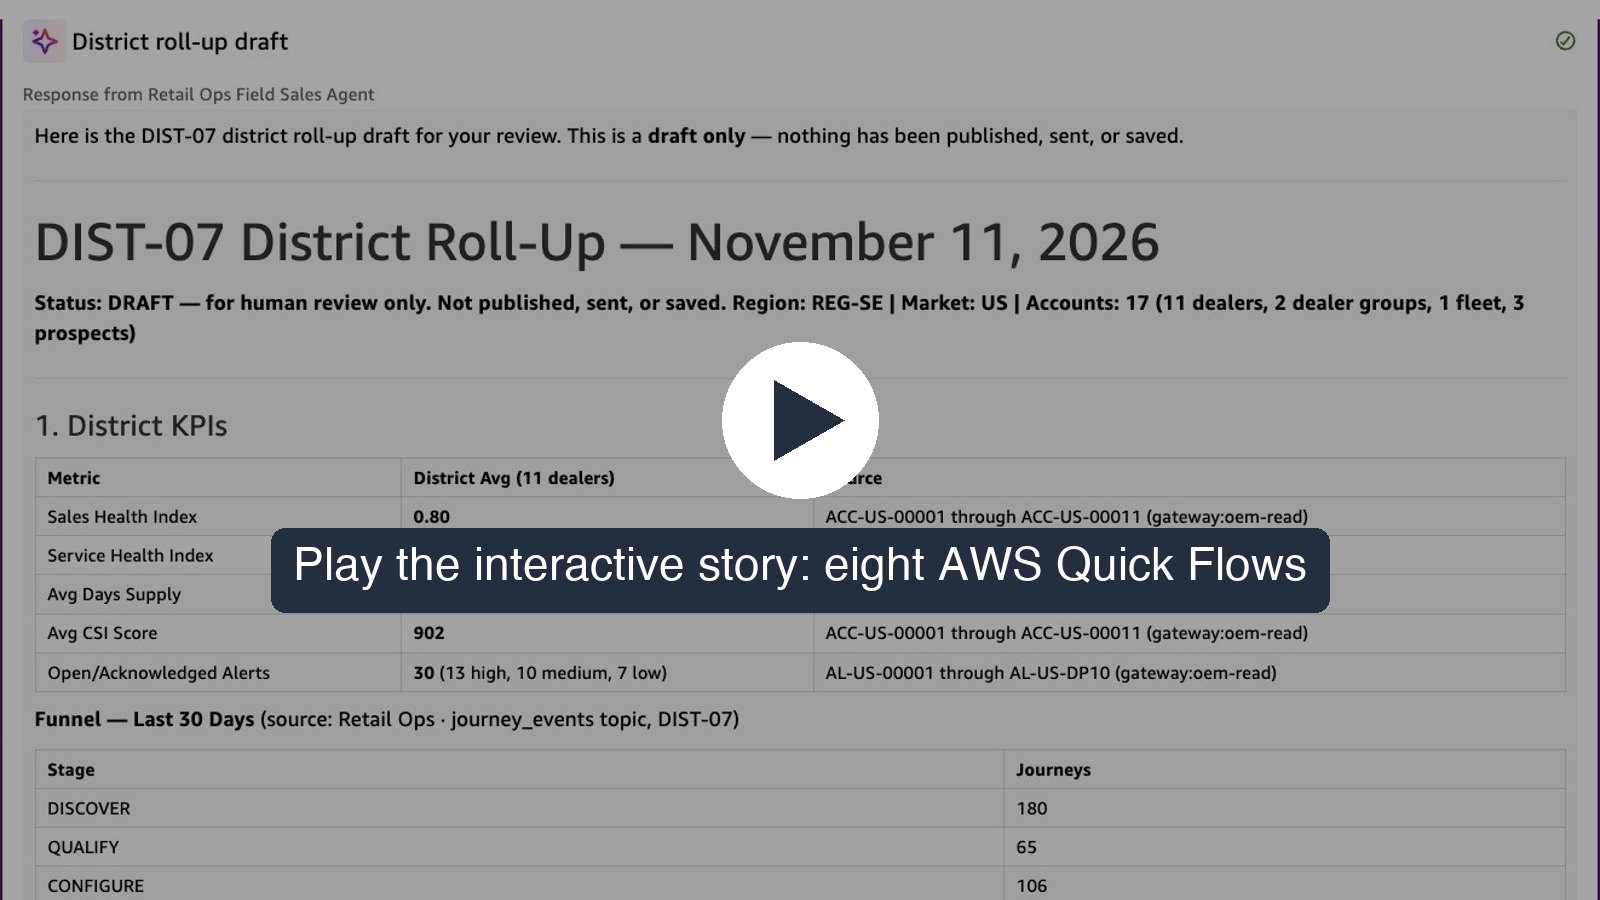 District roll-up draft
Response from Retail Ops Field Sales Agent
Here is the DIST-07 district roll-up draft for your review. This is a draft only — nothing has been published, sent, or saved.
DIST-07 District Roll-Up — November 11, 2026
Status: DRAFT — for human review only. Not published, sent, or saved. Region: REG-SE | Market: US | Accounts: 17 (11 dealers, 2 dealer groups, 1 fleet, 3
prospects)
1. District KPIs
Metric District Avg (11 dealers)
Sales Health Index 0.80 ACC-US-00001 through ACC-US-00011 (gateway:oem-read)
Service Health Index
Play the interactive story: eight AWS Quick Flows
Avg Days Supply
Avg CSI Score 902 ACC-US-00001 through ACC-US-00011 (gateway:oem-read)
Open/Acknowledged Alerts 30 (13 high, 10 medium, 7 low) AL-US-00001 through AL-US-DP10 (gateway:oem-read)
Funnel — Last 30 Days (source: Retail Ops · journey_events topic, DIST-07)
Stage Journeys
DISCOVER 180
QUALIFY 65
CONFIGURE 106